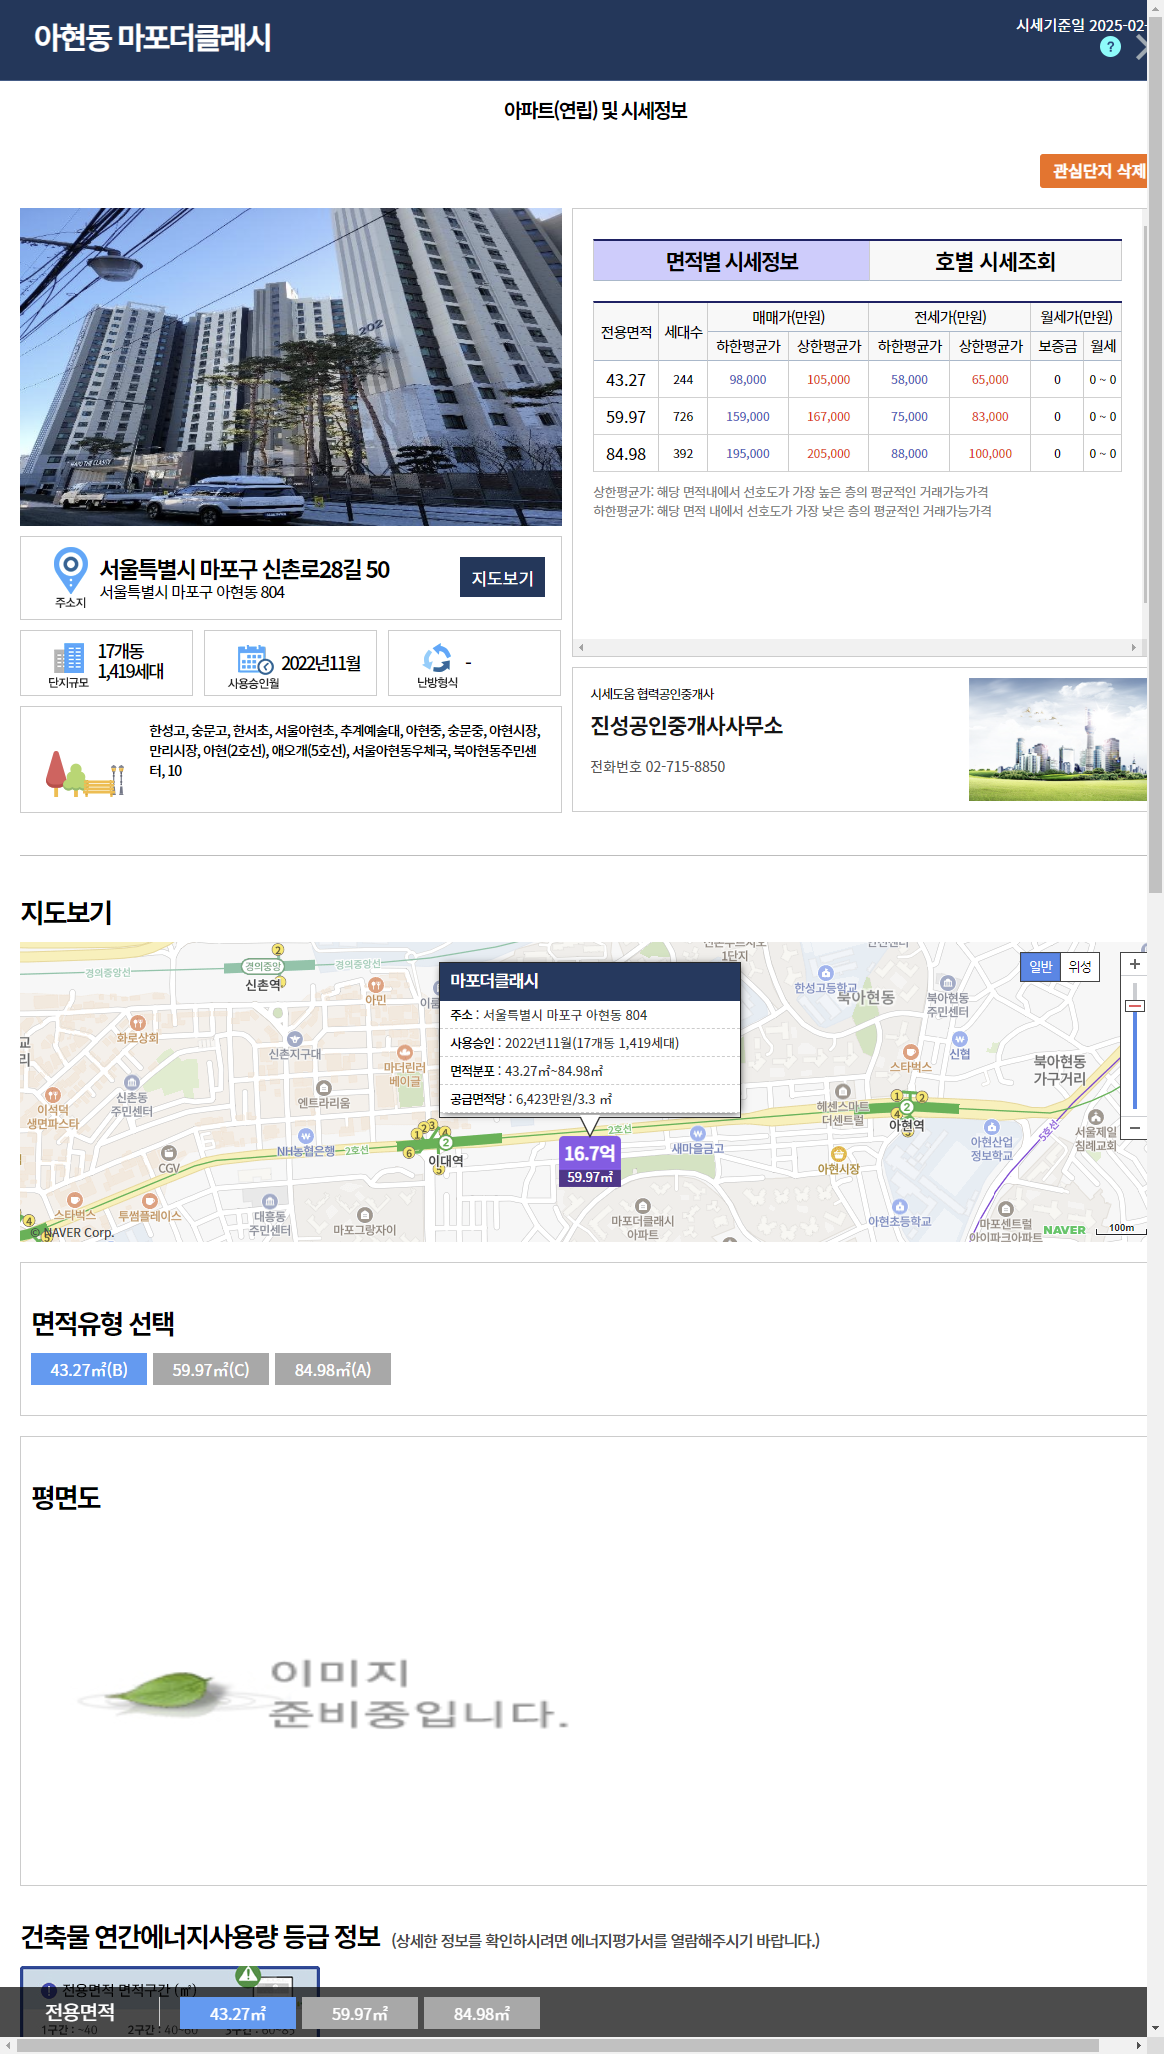 아현동 마포더클래시
시세기준일 2025-02-
?
아파트(연립) 및 시세정보
관심단지 삭제
202
MAPO THE CLASSY
면적별 시세정보 호별 시세조회
전용면적 세대수 매매가(만원) 전세가(만원) 월세가(만원)
하한평균가 상한평균가 하한평균가 상한평균가 보증금 월세
43.27 244 98,000 105,000 58,000 65,000 0 0 ~ 0
59.97 726 159,000 167,000 75,000 83,000 0 0 ~ 0
84.98 392 195,000 205,000 88,000 100,000 0 0 ~ 0
상한평균가: 해당 면적내에서 선호도가 가장 높은 층의 평균적인 거래가능가격
하한평균가: 해당 면적 내에서 선호도가 가장 낮은 층의 평균적인 거래가능가격
주소지
서울특별시 마포구 신촌로28길 50
서울특별시 마포구 아현동 804
지도보기
단지규모
17개동
1,419세대
사용승인월
2022년11월
난방형식
-
한성고, 숭문고, 한서초, 서울아현초, 추계예술대, 아현중, 숭문중, 아현시장,
만리시장, 아현(2호선), 애오개(5호선), 서울아현동우체국, 북아현동주민센
터, 10
시세도움 협력공인중개사
진성공인중개사사무소
전화번호 02-715-8850
지도보기
경의중앙선
경의중앙
경의중앙선
신촌역
2
아민
화로상회
신촌지구대
마더린러
베이글
엔트라리움
신촌동
주민센터
이석덕
생면파스타
CGV
NH농협은행
2호선
이대역
스타벅스
투썸플레이스
대흥동
주민센터
마포그랑자이
© NAVER Corp.
마포더클래시
주소 : 서울특별시 마포구 아현동 804
사용승인 : 2022년11월(17개동 1,419세대)
면적분포 : 43.27㎡~84.98㎡
공급면적당 : 6,423만원/3.3 ㎡
16.7억
59.97㎡
2호선
새마을금고
마포더클래시
아파트
1단지
한성고등학교
북아현동
북아현동
주민센터
신협
스타벅스
북아현동
가구거리
헤센스마트
더센트럴
아현역
아현시장
아현산업
정보학교
5호선
서울제일
침례교회
아현초등학교
마포센트럴
아이파크아파트
NAVER
100m
일반 위성
+
−
면적유형 선택
43.27㎡(B) 59.97㎡(C) 84.98㎡(A)
평면도
이미지
준비중입니다.
건축물 연간에너지사용량 등급 정보 (상세한 정보를 확인하시려면 에너지평가서를 열람해주시기 바랍니다.)
전용면적 면적구간 (㎡)
1구간 : ~40 2구간 : 40~60 3구간 : 60~85
전용면적 43.27㎡ 59.97㎡ 84.98㎡